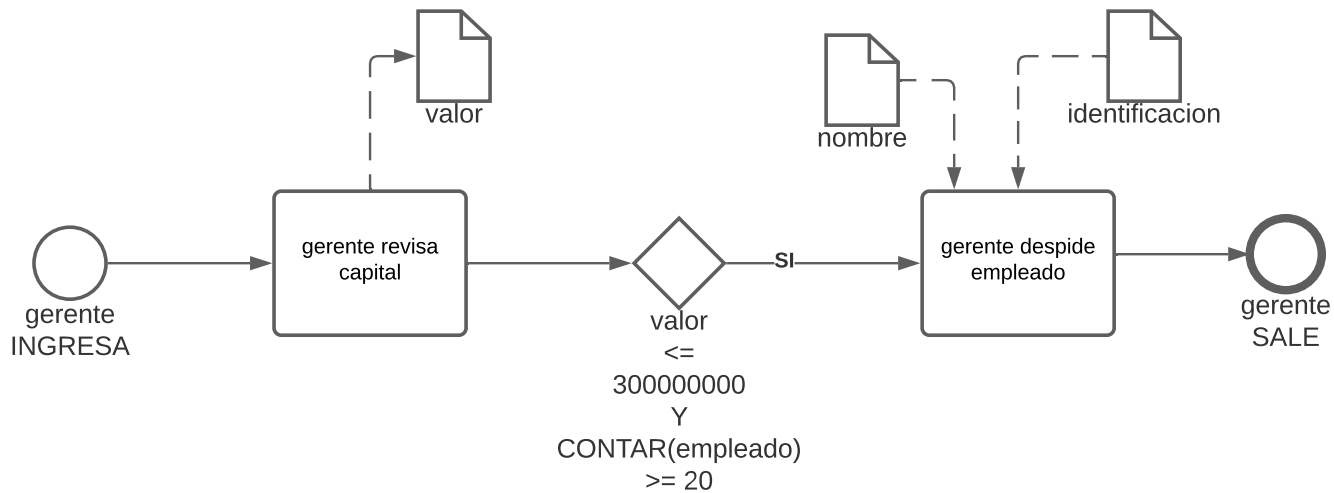 valor
nombre
identificacion
gerente
INGRESA
gerente revisa
capital
valor
<=
300000000
Y
CONTAR(empleado)
>= 20
SI
gerente despide
empleado
gerente
SALE